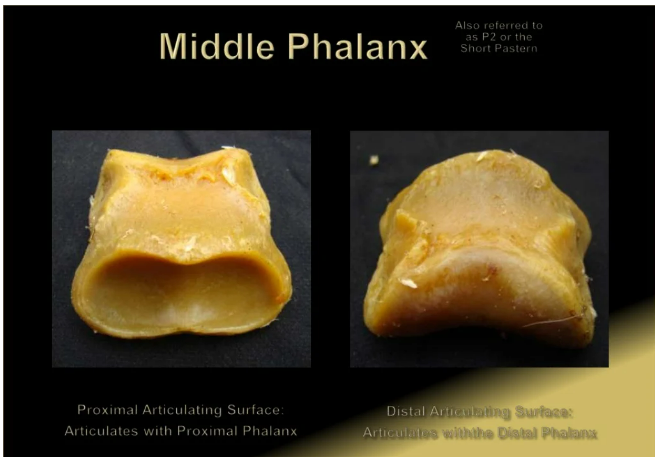 Middle Phalanx
Also referred to
as P2 or the
Short Pastern
Proximal Articulating Surface:
Articulates with Proximal Phalanx
Distal Articulating Surface:
Articulates withthe Distal Phalanx